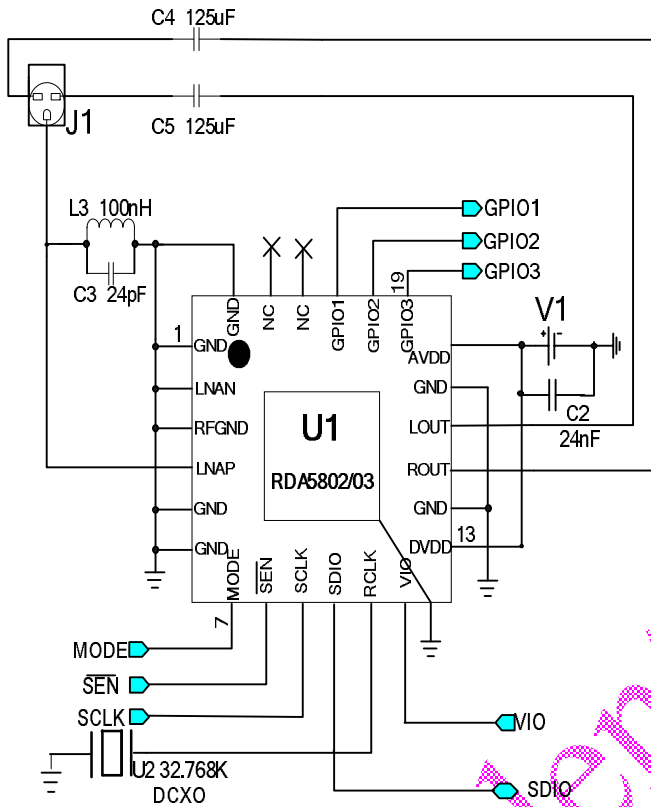 C4 125uF
J1
C5 125uF
L3 100nH
C3 24pF
GPIO1
GPIO2
GPIO3
V1
+ -
C2
24nF
GND
NC
NC
GPIO1
GPIO2
GPIO3
19
1
GND
LNAN
RFGND
LNAP
GND
GND
AVDD
GND
LOUT
ROUT
GND
DVDD
13
U1
RDA5802/03
MODE
SEN
SCLK
SDIO
RCLK
VIO
7
MODE
SEN
SCLK
U2 32.768K
DCXO
VIO
SDIO